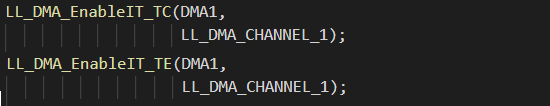 LL_DMA_EnableIT_TC(DMA1,
LL_DMA_CHANNEL_1);
LL_DMA_EnableIT_TE(DMA1,
LL_DMA_CHANNEL_1);